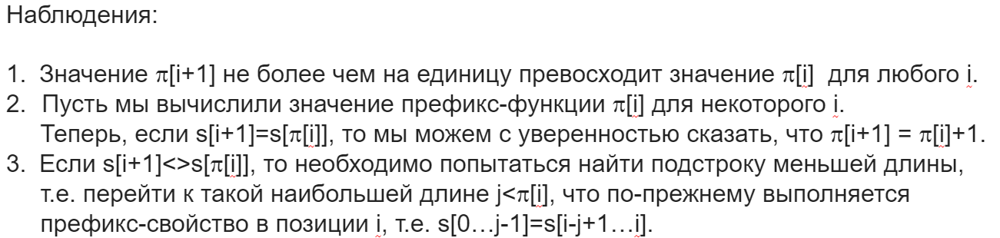 Наблюдения:
1. Значение π[i+1] не более чем на единицу превосходит значение π[i] для любого i.
2. Пусть мы вычислили значение префикс-функции π[i] для некоторого i.
Теперь, если s[i+1]=s[π[i]], то мы можем с уверенностью сказать, что π[i+1] = π[i]+1.
3. Если s[i+1]<>s[π[i]], то необходимо попытаться найти подстроку меньшей длины,
т.е. перейти к такой наибольшей длине j<π[i], что по-прежнему выполняется
префикс-свойство в позиции i, т.е. s[0…j-1]=s[i-j+1…i].